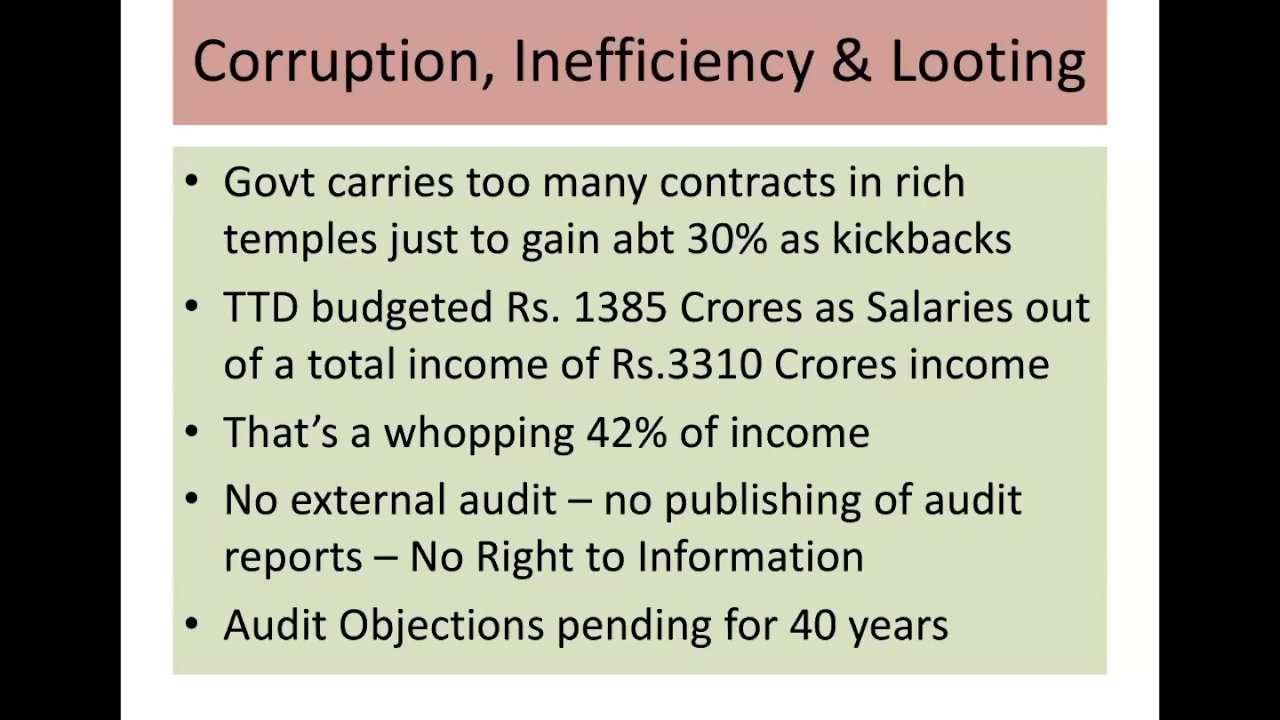 Corruption, Inefficiency & Looting
• Govt carries too many contracts in rich
temples just to gain abt 30% as kickbacks
• TTD budgeted Rs. 1385 Crores as Salaries out
of a total income of Rs.3310 Crores income
• That’s a whopping 42% of income
• No external audit – no publishing of audit
reports – No Right to Information
• Audit Objections pending for 40 years